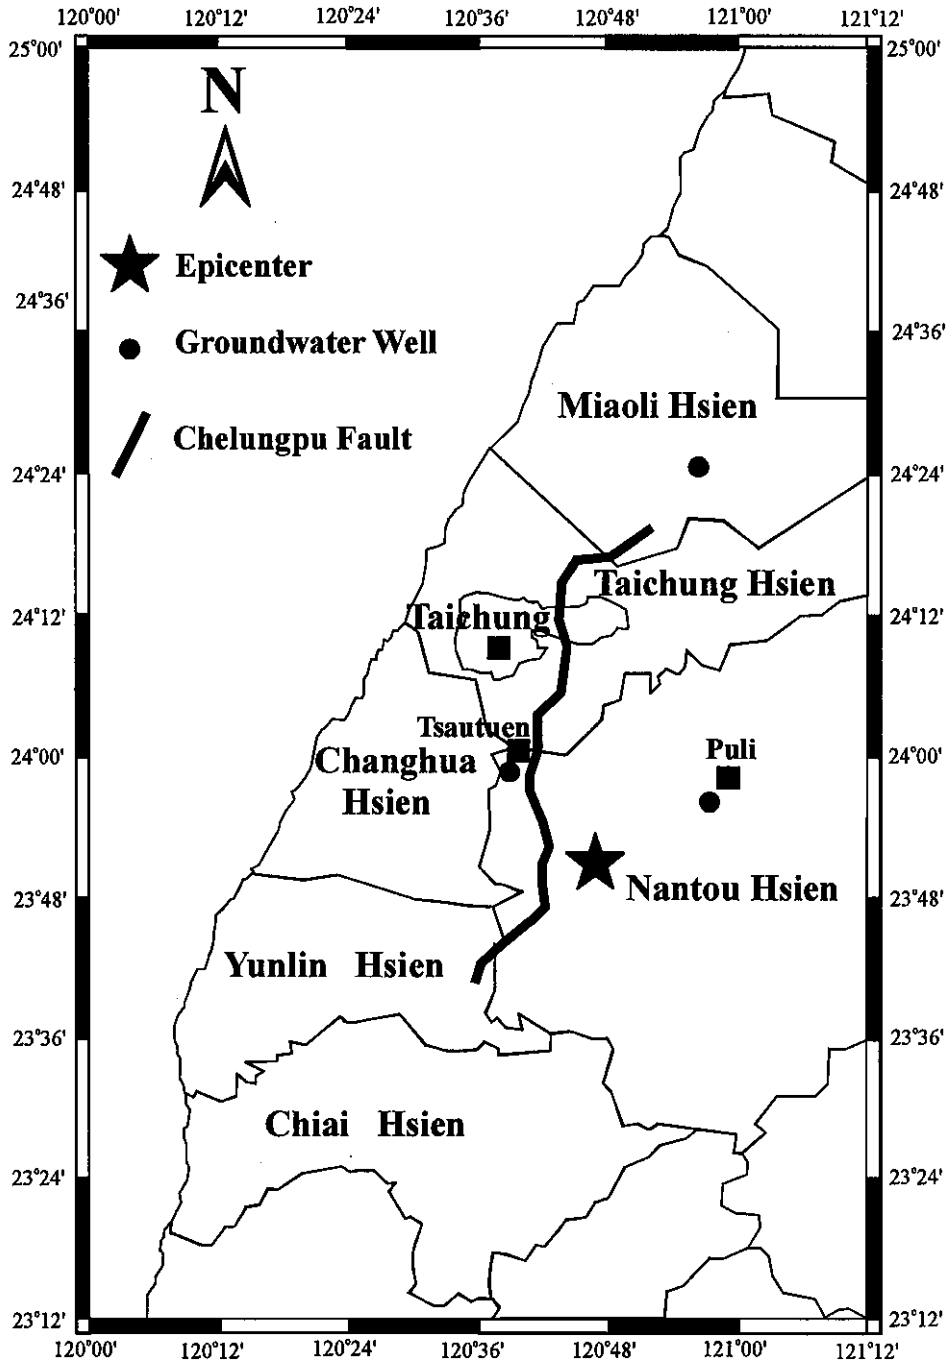 120°00' 120°12' 120°24' 120°36' 120°48' 121°00' 121°12'
25°00' 25°00'
N
24°48' 24°48'
Epicenter
24°36' 24°36'
Groundwater Well
Miaoli Hsien
Chelungpu Fault
24°24' 24°24'
Taichung Hsien
24°12' Taichung 24°12'
Tsautuen
24°00' Changhua Puli 24°00'
Hsien
Nantou Hsien
23°48' 23°48'
Yunlin Hsien
23°36' 23°36'
Chiai Hsien
23°24' 23°24'
23°12' 23°12'
120°00' 120°12' 120°24' 120°36' 120°48' 121°00' 121°12'